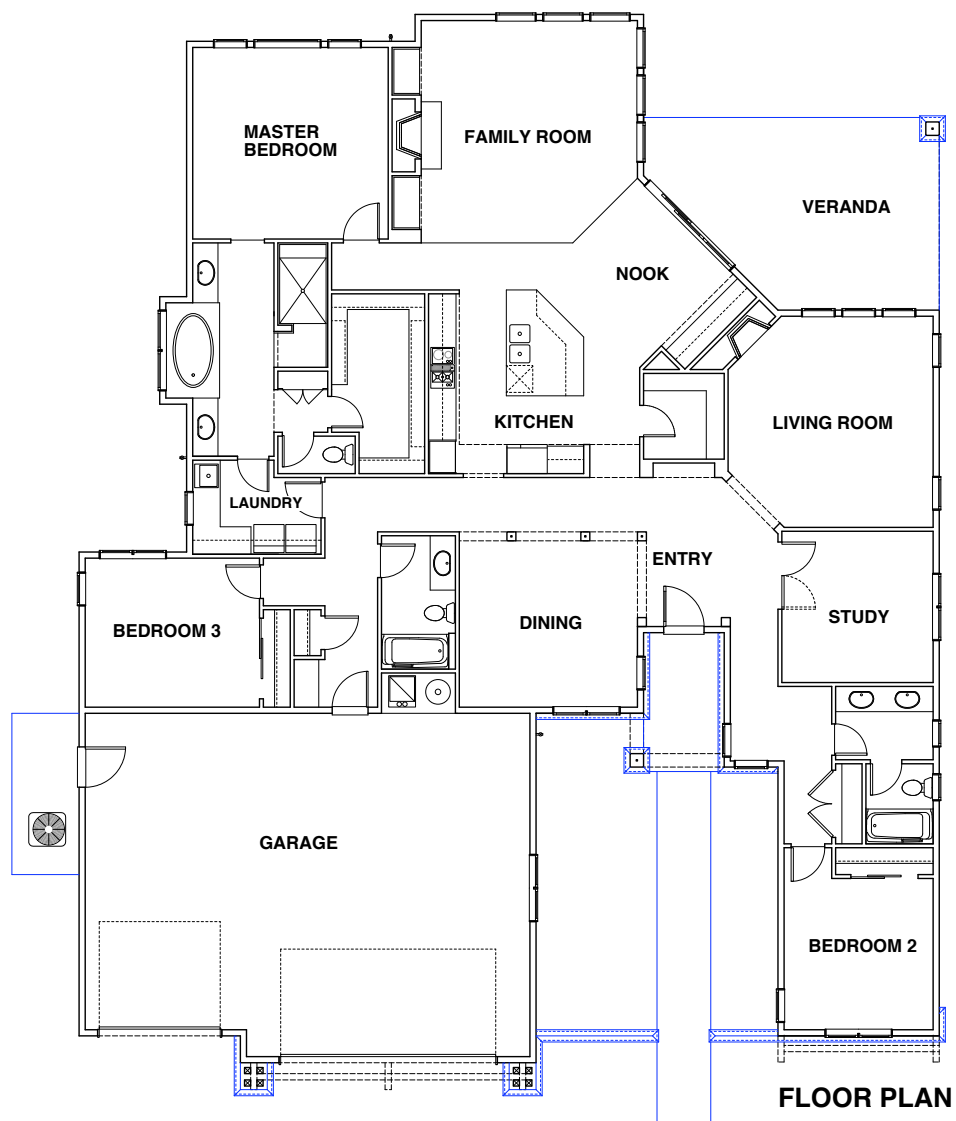 MASTER
BEDROOM
FAMILY ROOM
VERANDA
NOOK
KITCHEN
LIVING ROOM
LAUNDRY
ENTRY
BEDROOM 3
DINING
STUDY
GARAGE
BEDROOM 2
FLOOR PLAN